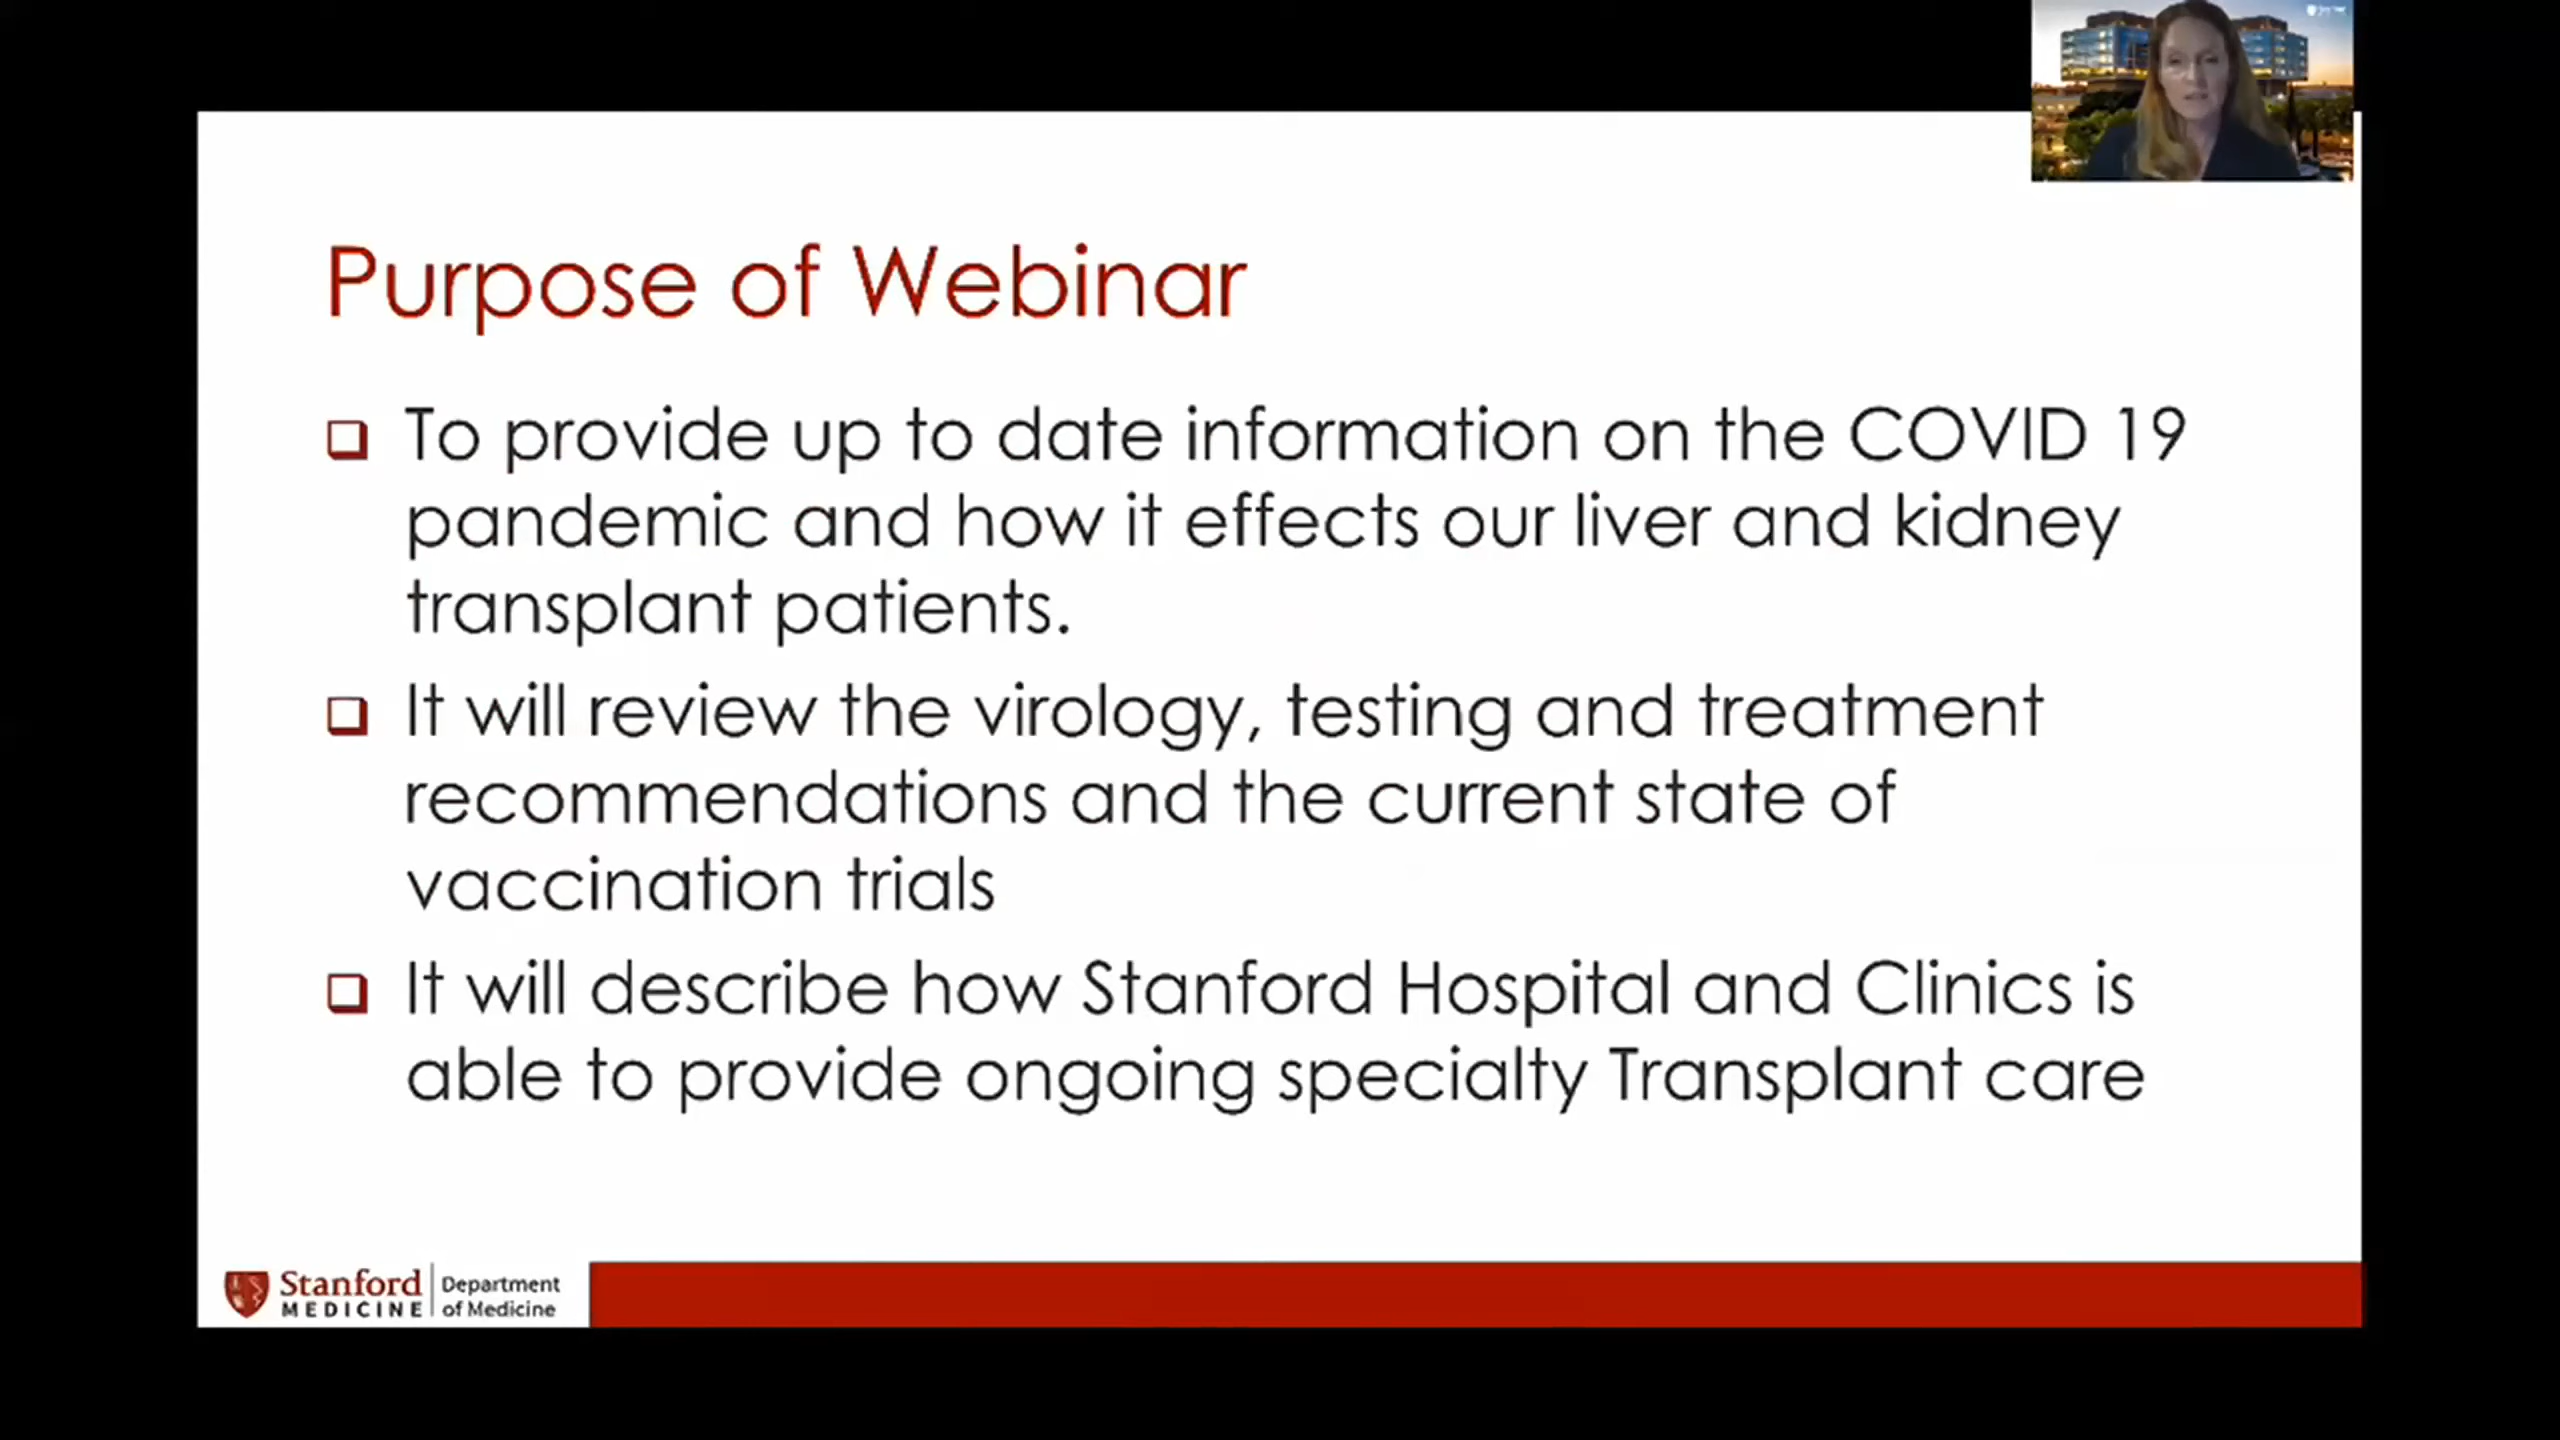 Purpose of Webinar
To provide up to date information on the COVID 19
pandemic and how it effects our liver and kidney
transplant patients.
It will review the virology, testing and treatment
recommendations and the current state of
vaccination trials
It will describe how Stanford Hospital and Clinics is
able to provide ongoing specialty Transplant care
Stanford
MEDICINE
Department
of Medicine